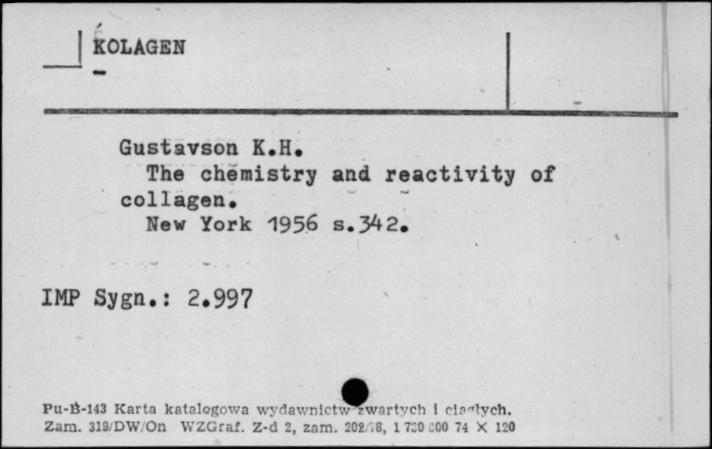 KOLAGEN
Gustavson K.H.
The chemistry and reactivity of
collagen.
New York 1956 s.342.
IMP Sygn.: 2.997
Pu-B-143 Karta katalogowa wydawnictw zwartych i ciągłych.
Zam. 319/DW/On WZGraf. Z-d 2, zam. 202/78, 1 720 000 74 X 120